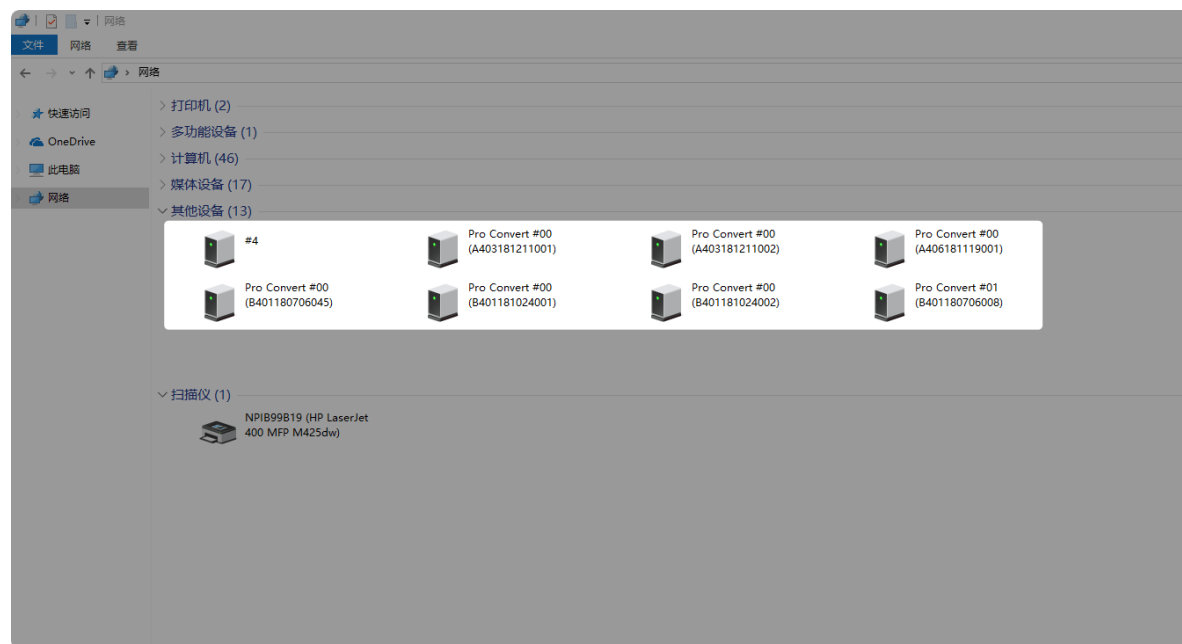 网络
文件 网络 查看
网络
快速访问
OneDrive
此电脑
网络
打印机 (2)
多功能设备 (1)
计算机 (46)
媒体设备 (17)
其他设备 (13)
#4
Pro Convert #00
(A403181211001)
Pro Convert #00
(A403181211002)
Pro Convert #00
(A406181119001)
Pro Convert #00
(B401180706045)
Pro Convert #00
(B401181024001)
Pro Convert #00
(B401181024002)
Pro Convert #01
(B401180706008)
扫描仪 (1)
NPIB99B19 (HP LaserJet
400 MFP M425dw)